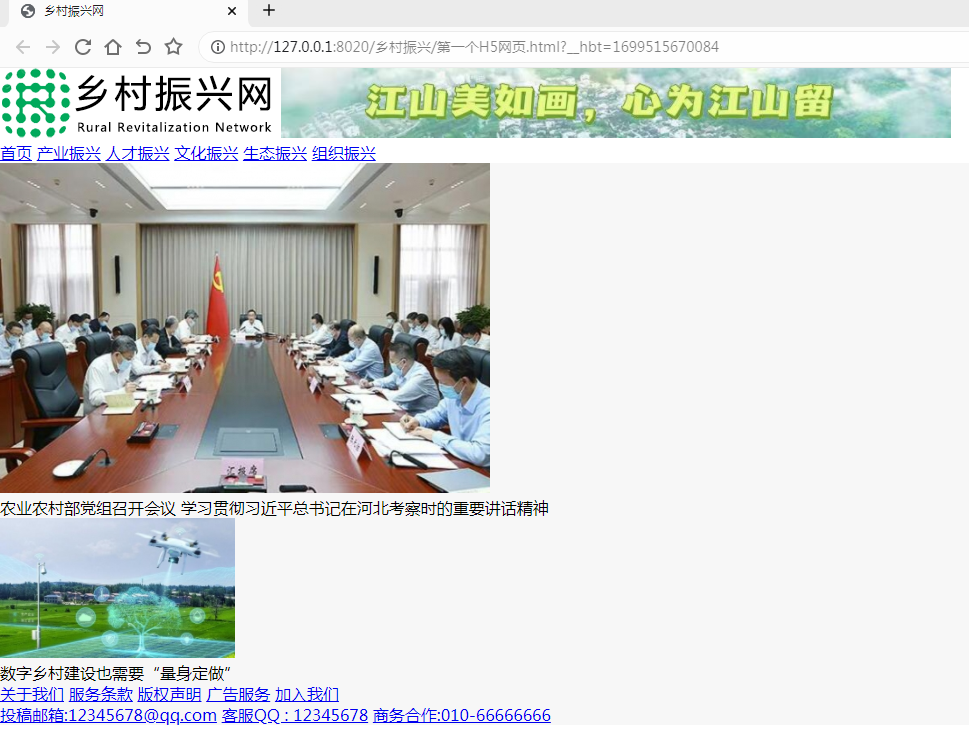 乡村振兴网
http://127.0.0.1:8020/乡村振兴/第一个H5网页.html?__hbt=1699515670084
乡村振兴网
Rural Revitalization Network
江山美如画，心为江山留
首页 产业振兴 人才振兴 文化振兴 生态振兴 组织振兴
汇报席
农业农村部党组召开会议 学习贯彻习近平总书记在河北考察时的重要讲话精神
数字乡村建设也需要“量身定做”
关于我们 服务条款 版权声明 广告服务 加入我们
投稿邮箱:12345678@qq.com 客服QQ : 12345678 商务合作:010-66666666